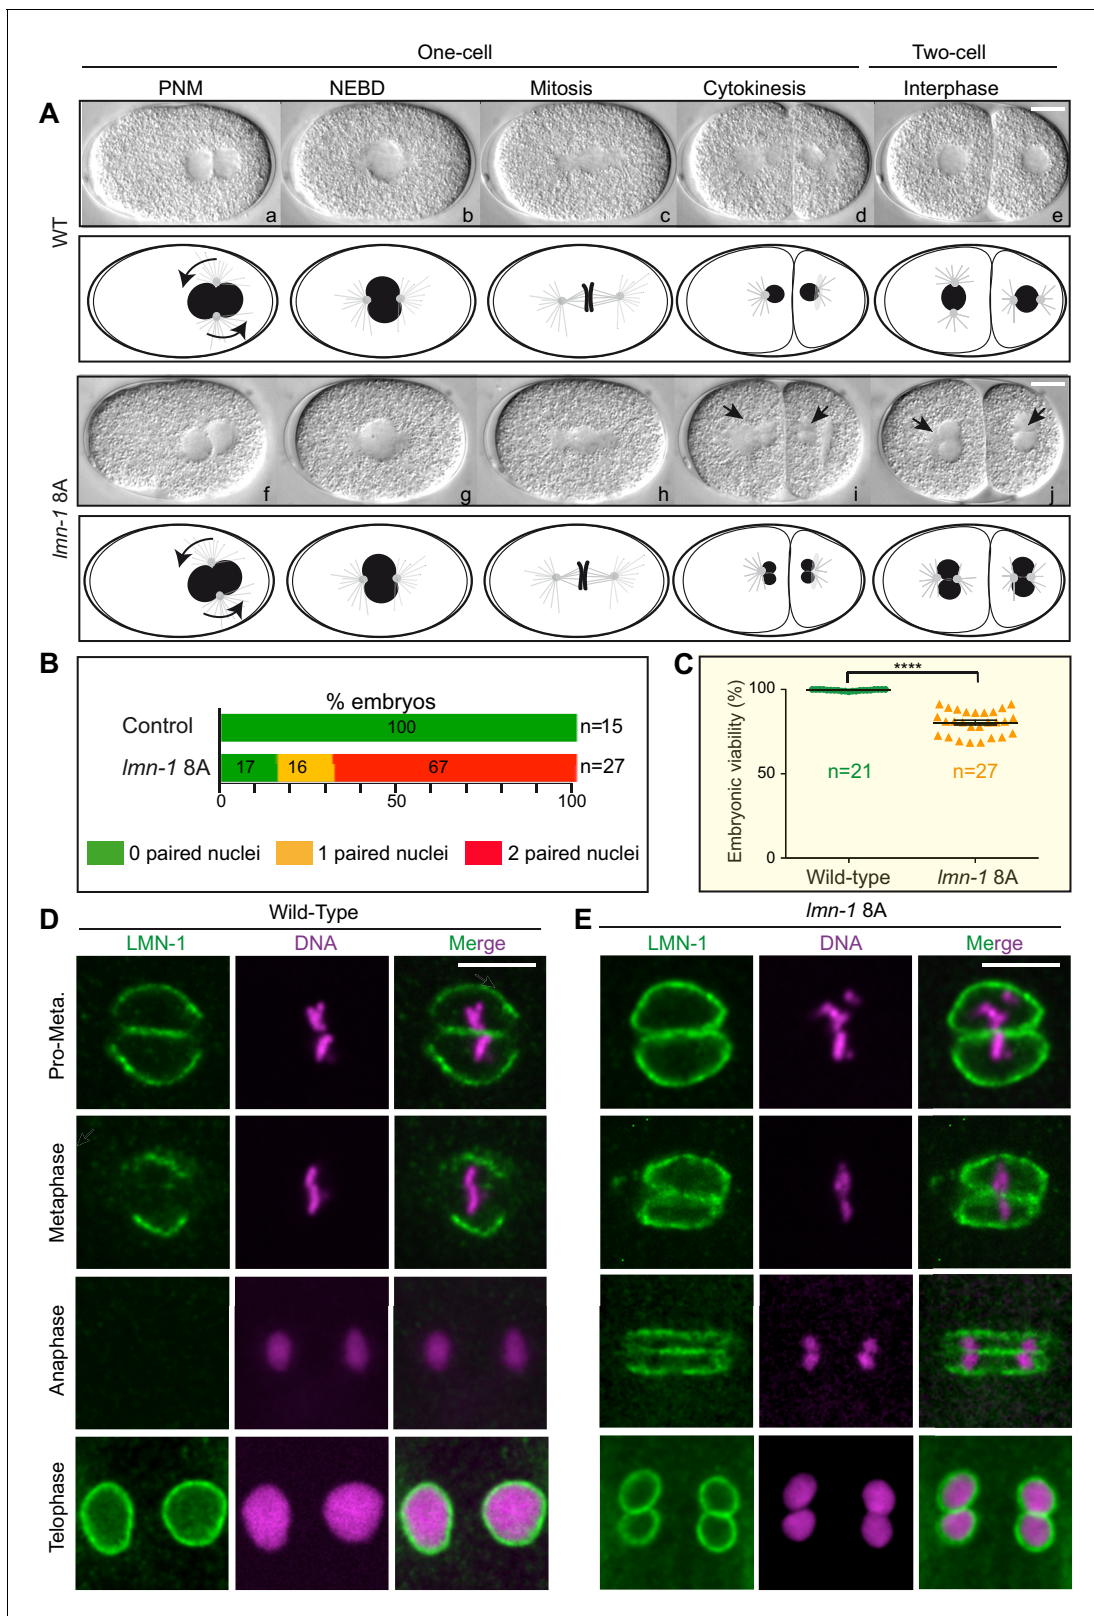 One-cell Two-cell
PNM NEBD Mitosis Cytokinesis Interphase
A
WT
a b c d e
lmn-1 8A
f g h i j
B
% embryos
Control 100 n=15
lmn-1 8A 17 16 67 n=27
0 50 100
0 paired nuclei 1 paired nuclei 2 paired nuclei
C
****
Embryonic viability (%)
100
50
0
n=21 n=27
Wild-type lmn-1 8A
D Wild-Type
LMN-1 DNA Merge
Pro-Meta.
Metaphase
Anaphase
Telophase
E lmn-1 8A
LMN-1 DNA Merge